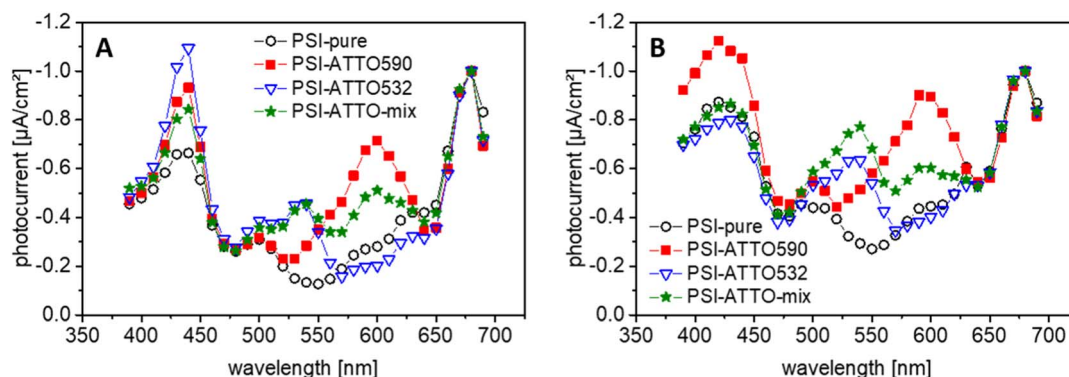 A
PSI-pure
PSI-ATTO590
PSI-ATTO532
PSI-ATTO-mix
photocurrent [µA/cm²]
-1.2
-1.0
-0.8
-0.6
-0.4
-0.2
0.0
350 400 450 500 550 600 650 700
wavelength [nm]
B
PSI-pure
PSI-ATTO590
PSI-ATTO532
PSI-ATTO-mix
photocurrent [µA/cm²]
-1.2
-1.0
-0.8
-0.6
-0.4
-0.2
0.0
350 400 450 500 550 600 650 700
wavelength [nm]